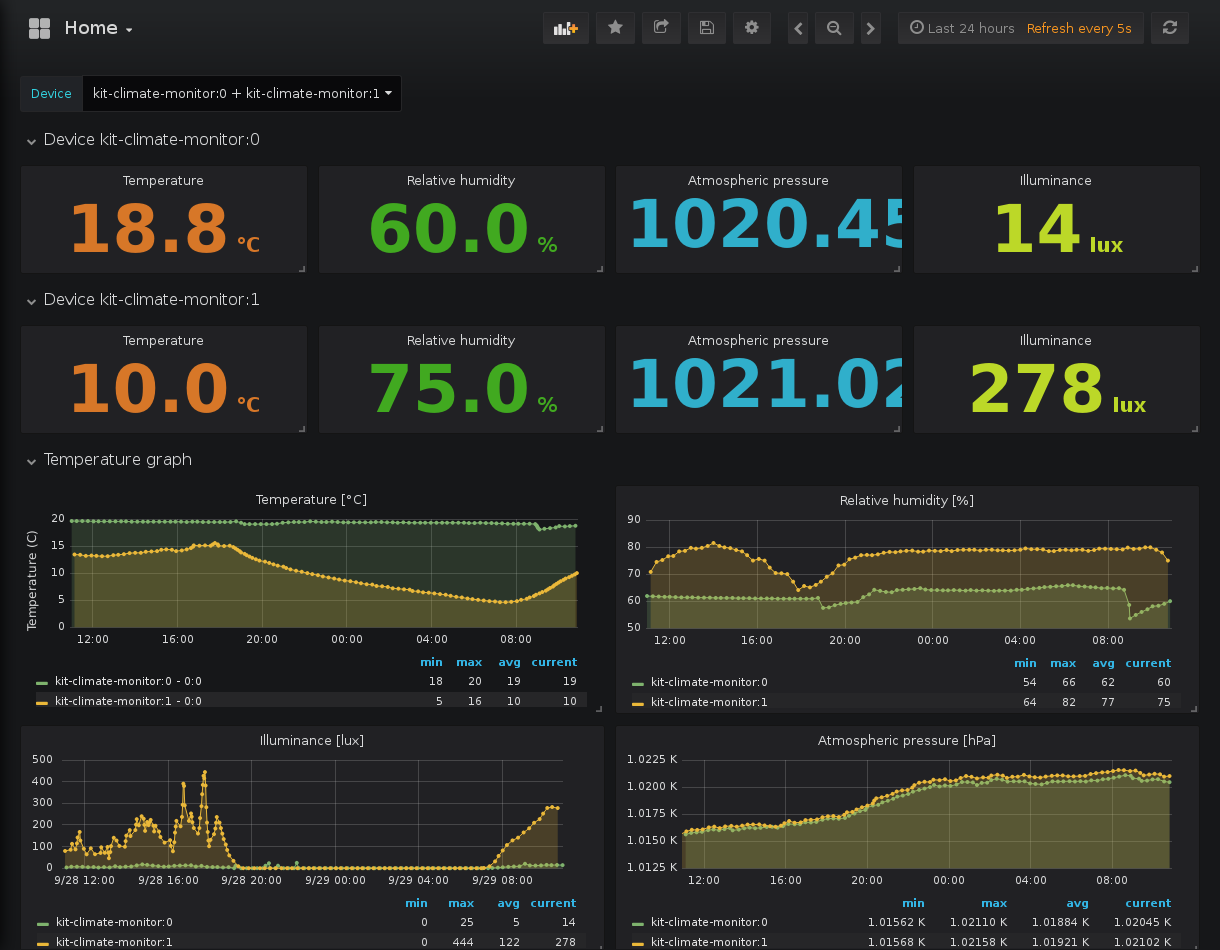 Home
Last 24 hours Refresh every 5s
Device kit-climate-monitor:0 + kit-climate-monitor:1
Device kit-climate-monitor:0
Temperature Relative humidity Atmospheric pressure Illuminance
18.8 °C 60.0 % 1020.45 14 lux
Device kit-climate-monitor:1
Temperature Relative humidity Atmospheric pressure Illuminance
10.0 °C 75.0 % 1021.02 278 lux
Temperature graph
Temperature [°C]
Temperature (C)
20
15
10
5
0
12:00 16:00 20:00 00:00 04:00 08:00
min max avg current
kit-climate-monitor:0 - 0:0 18 20 19 19
kit-climate-monitor:1 - 0:0 5 16 10 10
Relative humidity [%]
90
80
70
60
50
12:00 16:00 20:00 00:00 04:00 08:00
min max avg current
kit-climate-monitor:0 54 66 62 60
kit-climate-monitor:1 64 82 77 75
Illuminance [lux]
500
400
300
200
100
0
9/28 12:00 9/28 16:00 9/28 20:00 9/29 00:00 9/29 04:00 9/29 08:00
min max avg current
kit-climate-monitor:0 0 25 5 14
kit-climate-monitor:1 0 444 122 278
Atmospheric pressure [hPa]
1.0225 K
1.0200 K
1.0175 K
1.0150 K
1.0125 K
12:00 16:00 20:00 00:00 04:00 08:00
min max avg current
kit-climate-monitor:0 1.01562 K 1.02110 K 1.01884 K 1.02045 K
kit-climate-monitor:1 1.01568 K 1.02158 K 1.01921 K 1.02102 K